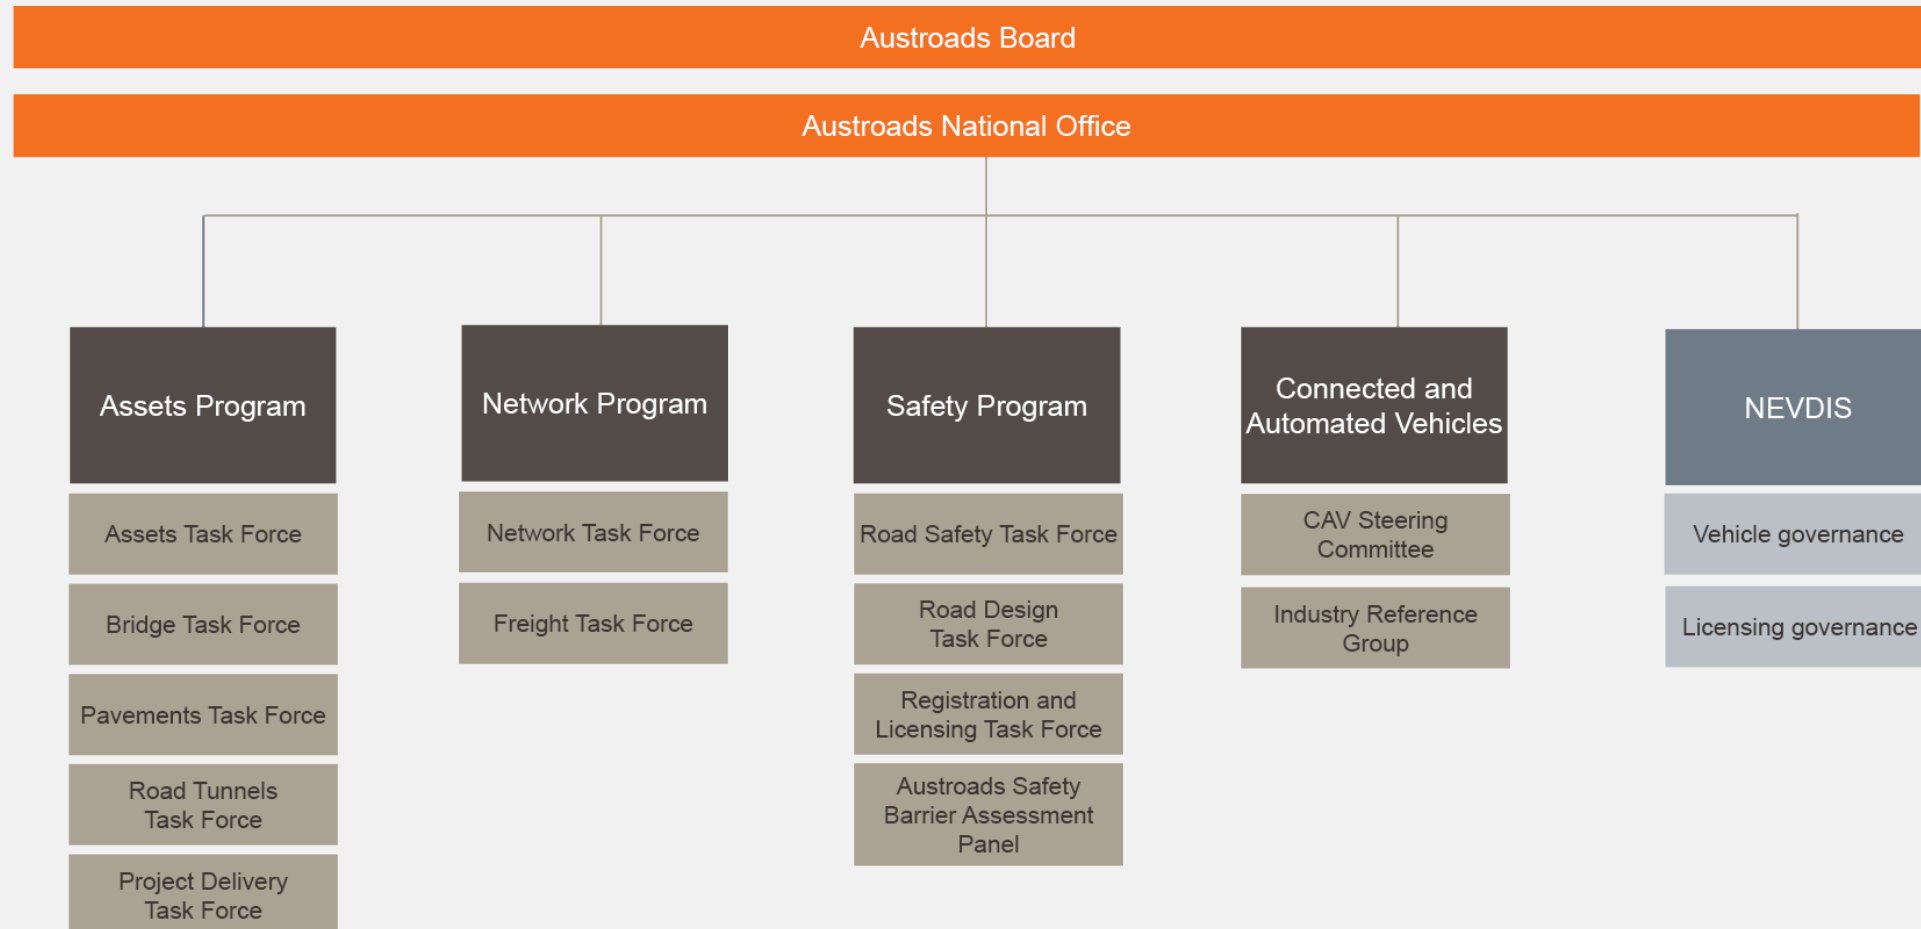 Austroads Board
Austroads National Office
Assets Program
Assets Task Force
Bridge Task Force
Pavements Task Force
Road Tunnels
Task Force
Project Delivery
Task Force
Network Program
Network Task Force
Freight Task Force
Safety Program
Road Safety Task Force
Road Design
Task Force
Registration and
Licensing Task Force
Austroads Safety
Barrier Assessment
Panel
Connected and
Automated Vehicles
CAV Steering
Committee
Industry Reference
Group
NEVDIS
Vehicle governance
Licensing governance